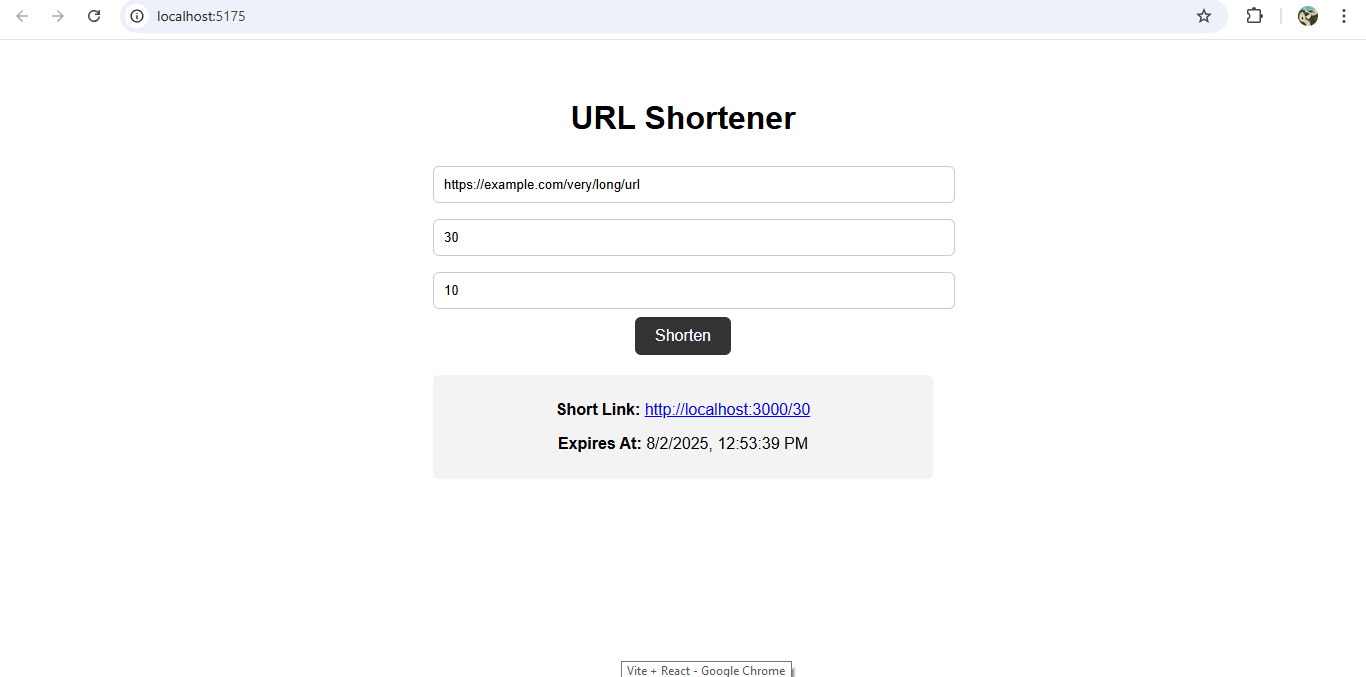 localhost:5175
URL Shortener
https://example.com/very/long/url
30
10
Shorten
Short Link: http://localhost:3000/30
Expires At: 8/2/2025, 12:53:39 PM
Vite + React - Google Chrome